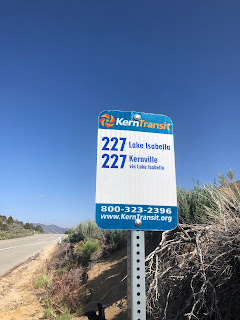 KernTransit
227 Lake Isabella
227 Kernville
via Lake Isabella
800-323-2396
www.KernTransit.org